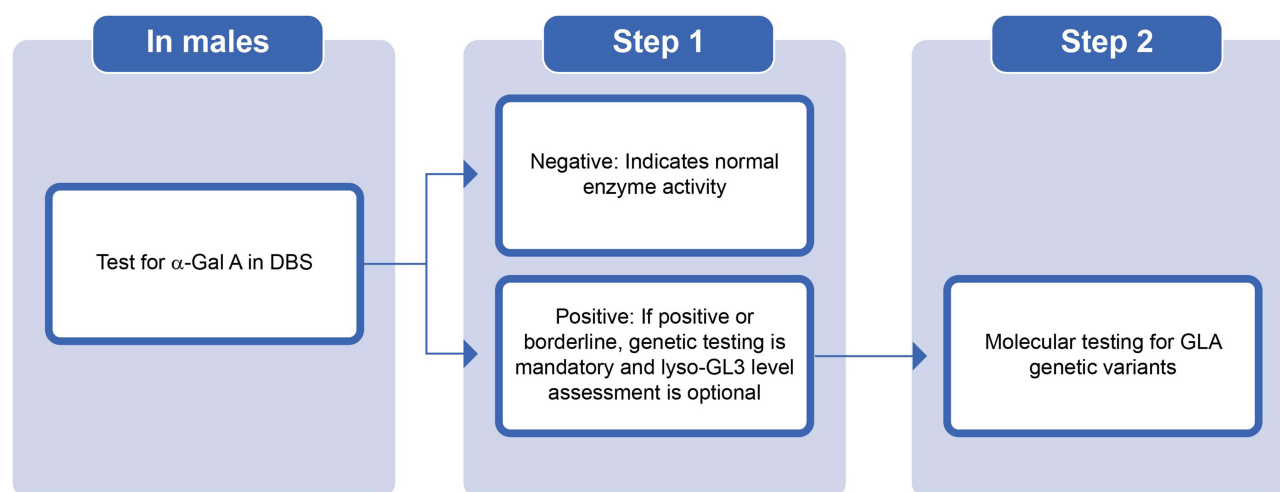 In males
Step 1
Step 2
Test for α-Gal A in DBS
Negative: Indicates normal
enzyme activity
Positive: If positive or
borderline, genetic testing is
mandatory and lyso-GL3 level
assessment is optional
Molecular testing for GLA
genetic variants